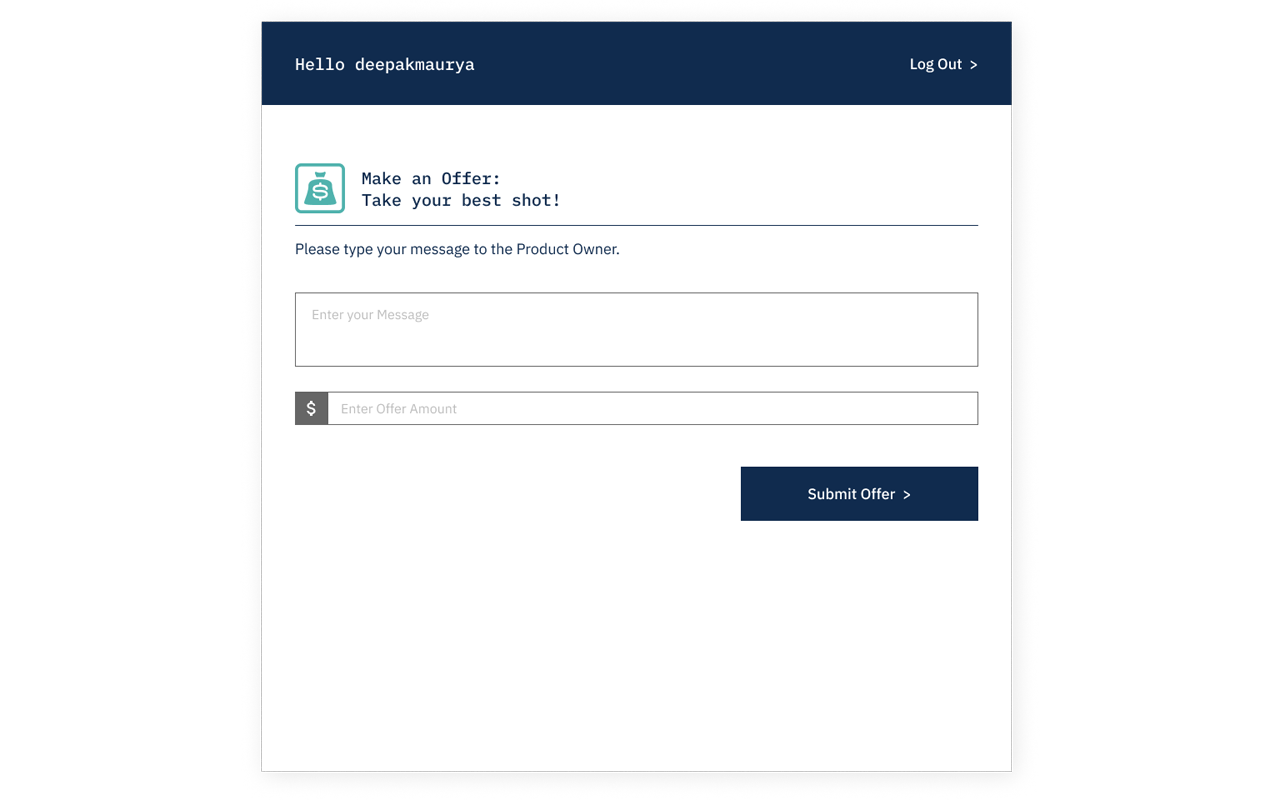 Hello deepakmaurya
Log Out >
Make an Offer:
Take your best shot!
Please type your message to the Product Owner.
Enter your Message
$
Enter Offer Amount
Submit Offer >